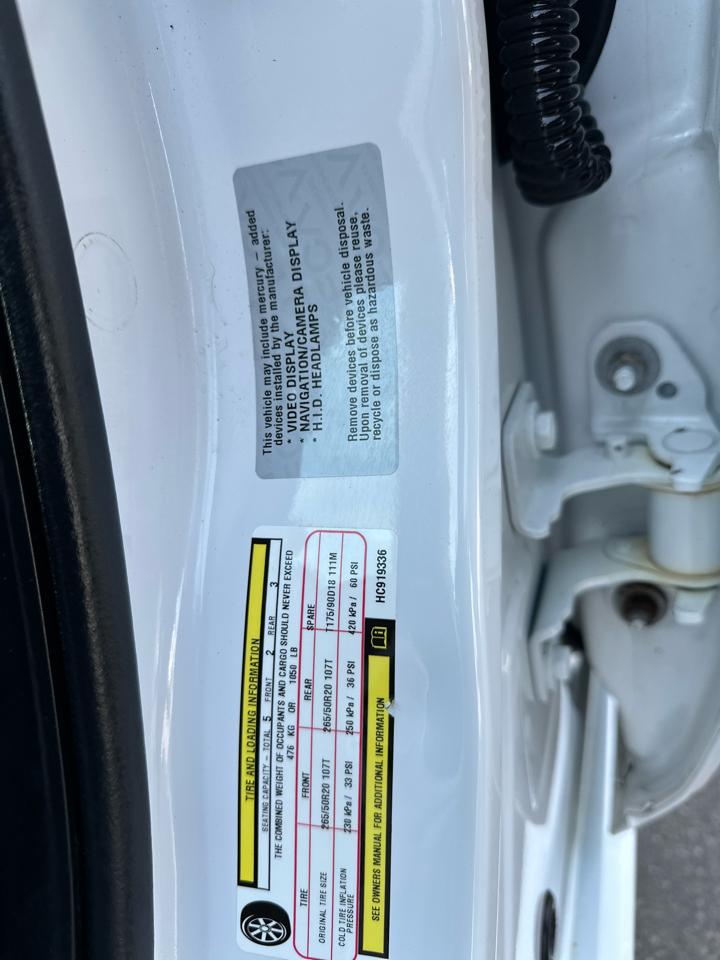 This vehicle may include mercury – added
devices installed by the manufacturer:
* VIDEO DISPLAY
* NAVIGATION/CAMERA DISPLAY
* H.I.D. HEADLAMPS
Remove devices before vehicle disposal.
Upon removal of devices please reuse,
recycle or dispose as hazardous waste.
TIRE AND LOADING INFORMATION
SEATING CAPACITY – TOTAL 5 FRONT 2 REAR 3
THE COMBINED WEIGHT OF OCCUPANTS AND CARGO SHOULD NEVER EXCEED
476 KG OR 1050 LB
TIRE FRONT REAR SPARE
ORIGINAL TIRE SIZE 265/50R20 107T 265/50R20 107T T175/90D18 111M
COLD TIRE INFLATION
PRESSURE 230 kPa / 33 PSI 250 kPa / 36 PSI 420 kPa / 60 PSI
SEE OWNERS MANUAL FOR ADDITIONAL INFORMATION HC919336